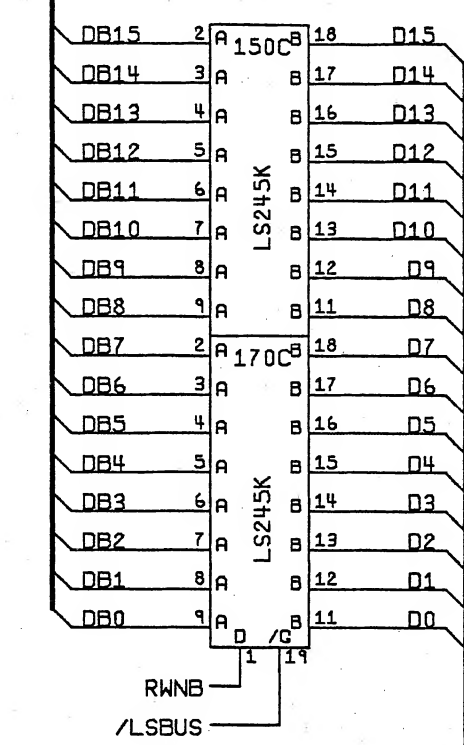 DB15 2 A 150C B 18 D15
DB14 3 A B 17 D14
DB13 4 A B 16 D13
DB12 5 A B 15 D12
DB11 6 A B 14 D11
DB10 7 A B 13 D10
LS245K
DB9 8 A B 12 D9
DB8 9 A B 11 D8
DB7 2 A 170C B 18 D7
DB6 3 A B 17 D6
DB5 4 A B 16 D5
DB4 5 A B 15 D4
DB3 6 A B 14 D3
DB2 7 A B 13 D2
LS245K
DB1 8 A B 12 D1
DB0 9 A B 11 D0
D /G
1 19
RWNB
/LSBUS